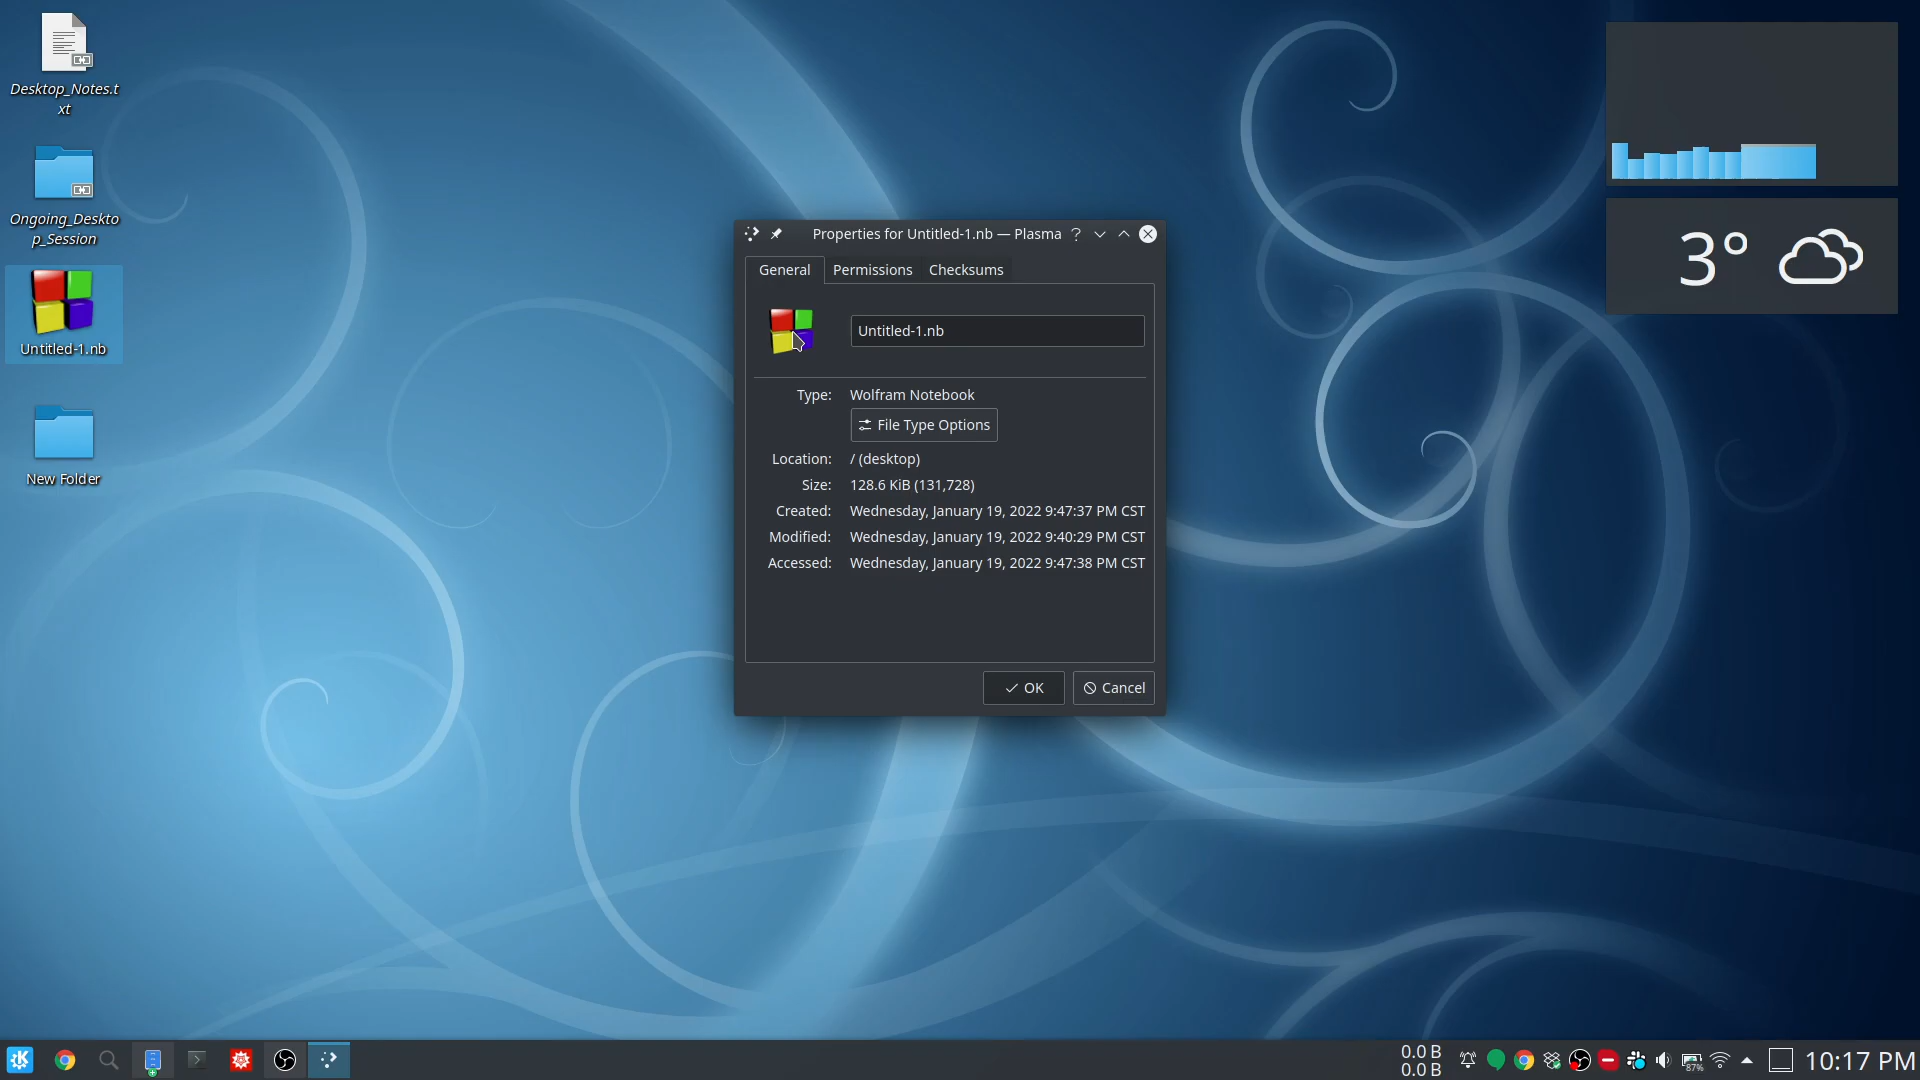 Desktop_Notes.t
xt
Ongoing_Deskto
p_Session
Untitled-1.nb
New Folder
Properties for Untitled-1.nb — Plasma
General Permissions Checksums
Untitled-1.nb
Type: Wolfram Notebook
File Type Options
Location: / (desktop)
Size: 128.6 KiB (131,728)
Created: Wednesday, January 19, 2022 9:47:37 PM CST
Modified: Wednesday, January 19, 2022 9:40:29 PM CST
Accessed: Wednesday, January 19, 2022 9:47:38 PM CST
OK Cancel
3°
0.0 B
0.0 B
87%
10:17 PM